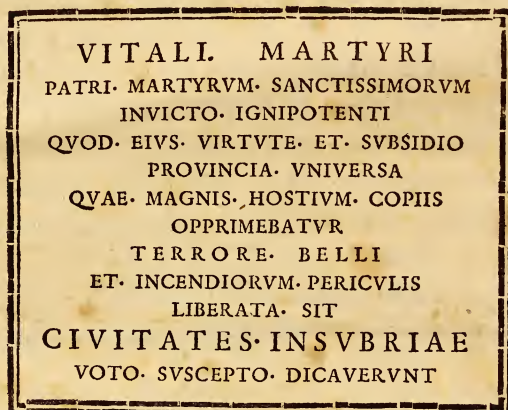 VITALI. MARTYRI
PATRI· MARTYRVM· SANCTISSIMORVM
INVICTO· IGNIPOTENTI
QVOD· EIVS· VIRTVTE· ET· SVBSIDIO
PROVINCIA· VNIVERSA
QVAE· MAGNIS· HOSTIVM· COPIIS
OPPRIMEBATVR
TERRORE· BELLI
ET· INCENDIORVM· PERICVLIS
LIBERATA· SIT
CIVITATES· INSVBRIAE
VOTO· SVSCEPTO· DICAVERVNT